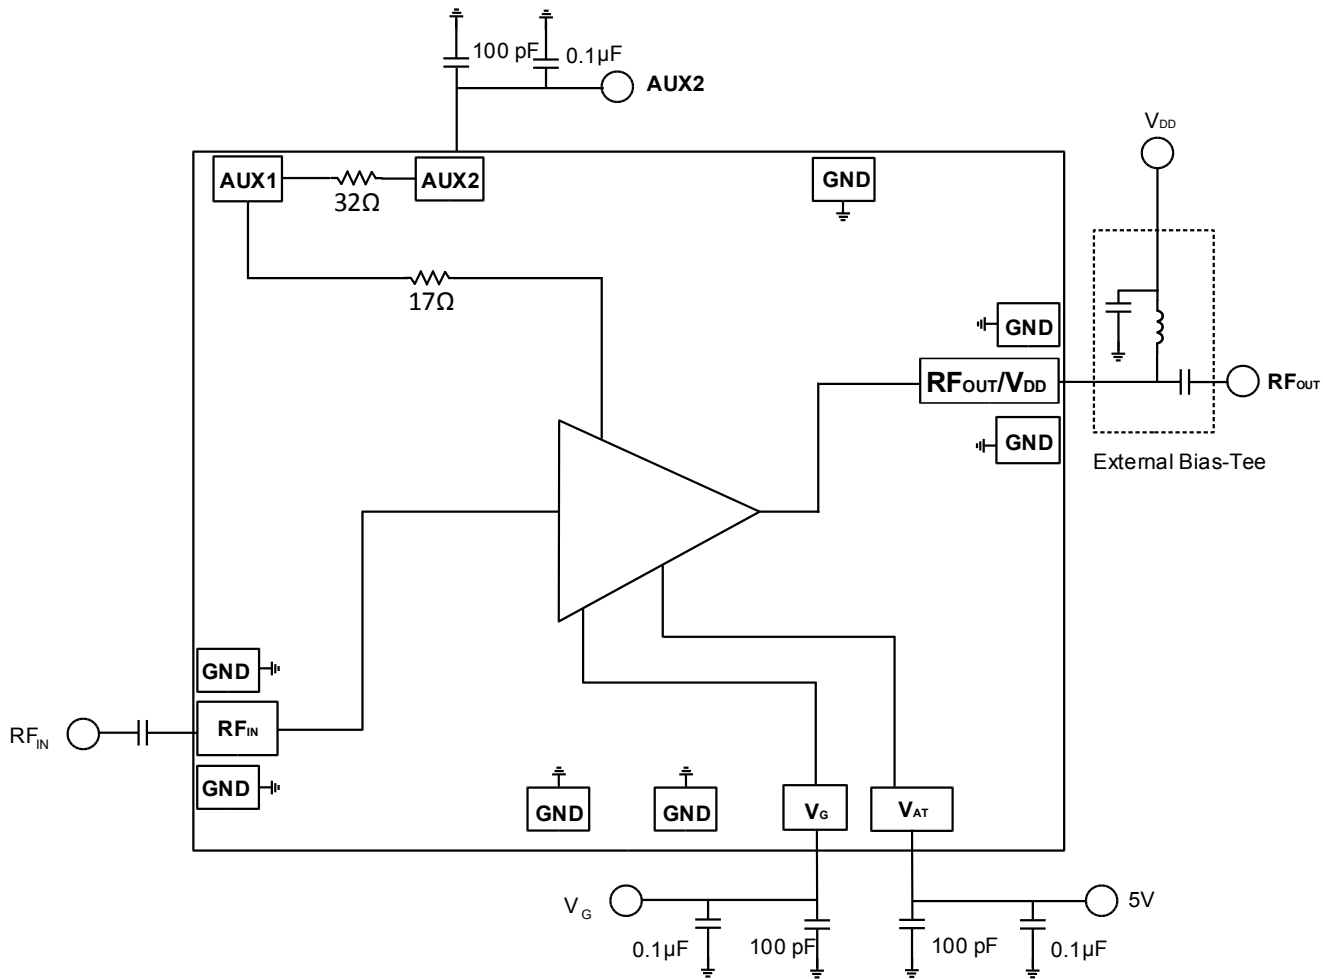 100 pF
0.1µF
AUX2
VDD
AUX1
AUX2
GND
32Ω
17Ω
GND
RFOUT/VDD
RFOUT
GND
External Bias-Tee
GND
RFIN
RFIN
GND
GND
GND
VG
VAT
VG
5V
0.1µF
100 pF
100 pF
0.1µF